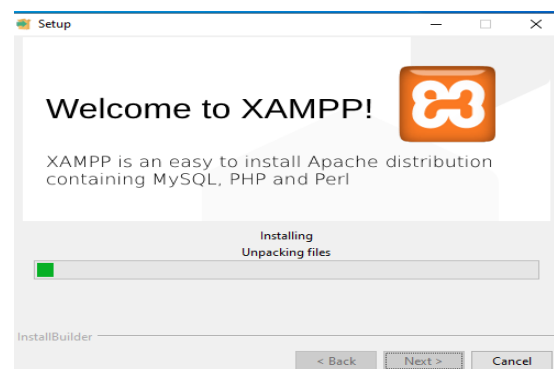 Setup
Welcome to XAMPP!
XAMPP is an easy to install Apache distribution
containing MySQL, PHP and Perl
Installing
Unpacking files
InstallBuilder
< Back
Next >
Cancel